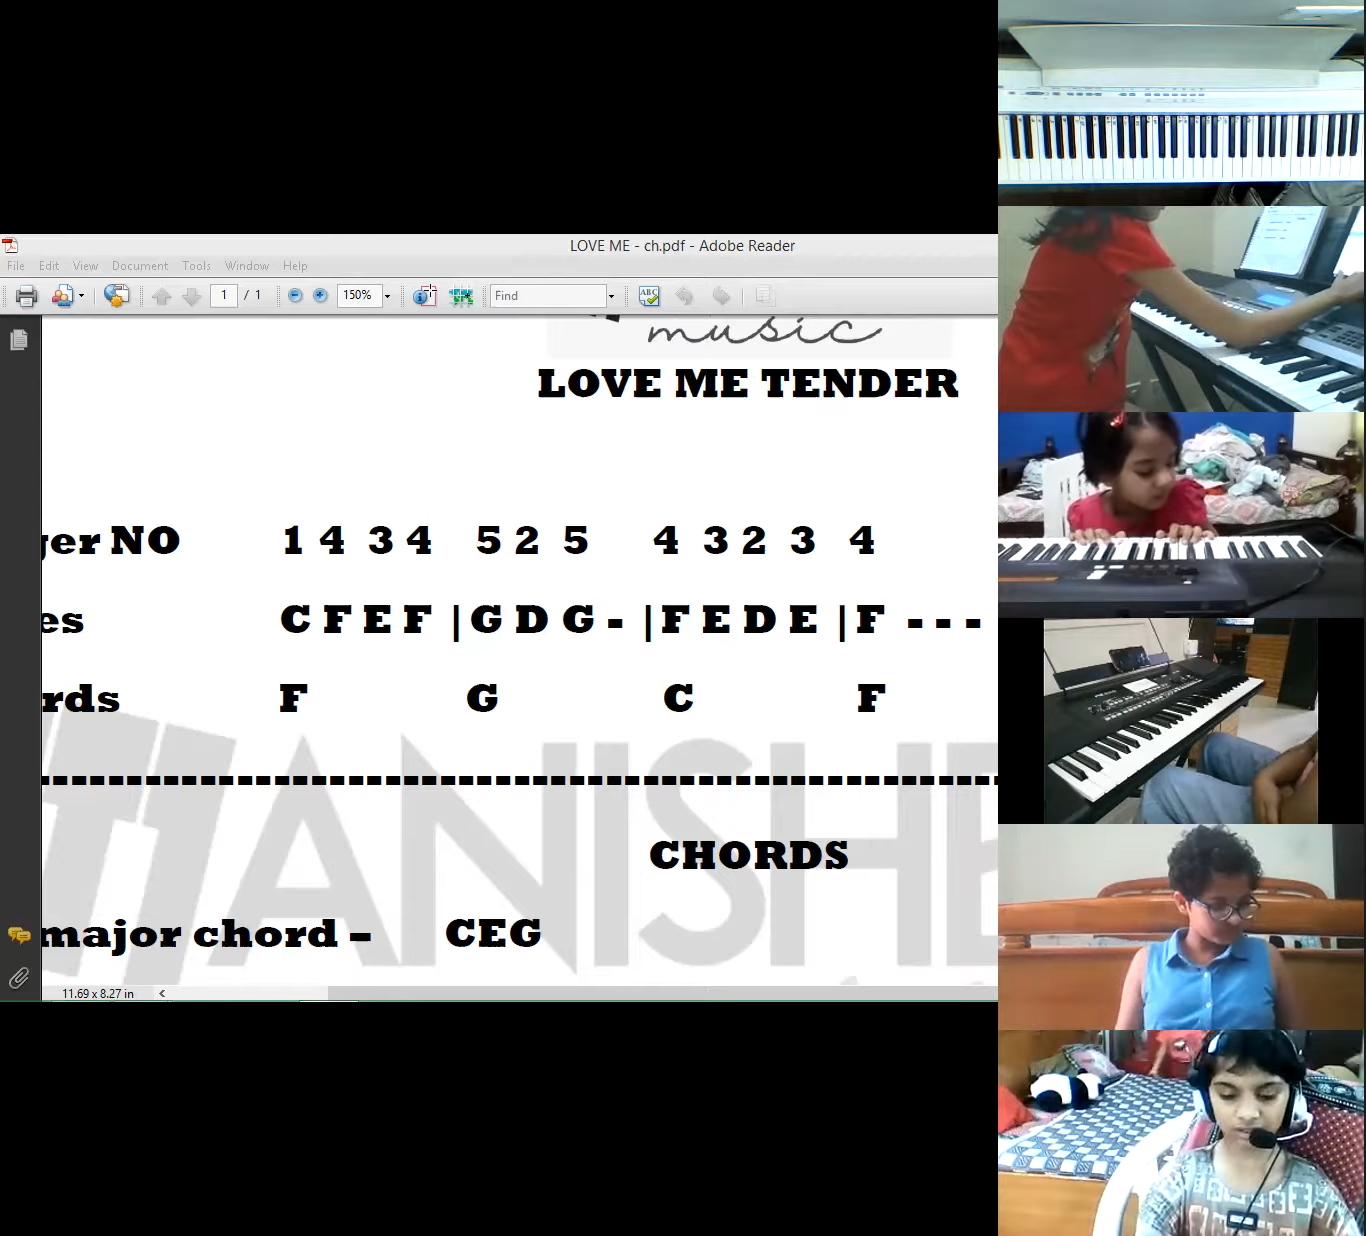 LOVE ME - ch.pdf - Adobe Reader
File Edit View Document Tools Window Help
1 / 1 150% Find
music
LOVE ME TENDER
ger NO 1 4 3 4 5 2 5 4 3 2 3 4
es C F E F | G D G - | F E D E | F - - -
rds F G C F
ANISHE
CHORDS
major chord – CEG
11.69 x 8.27 in